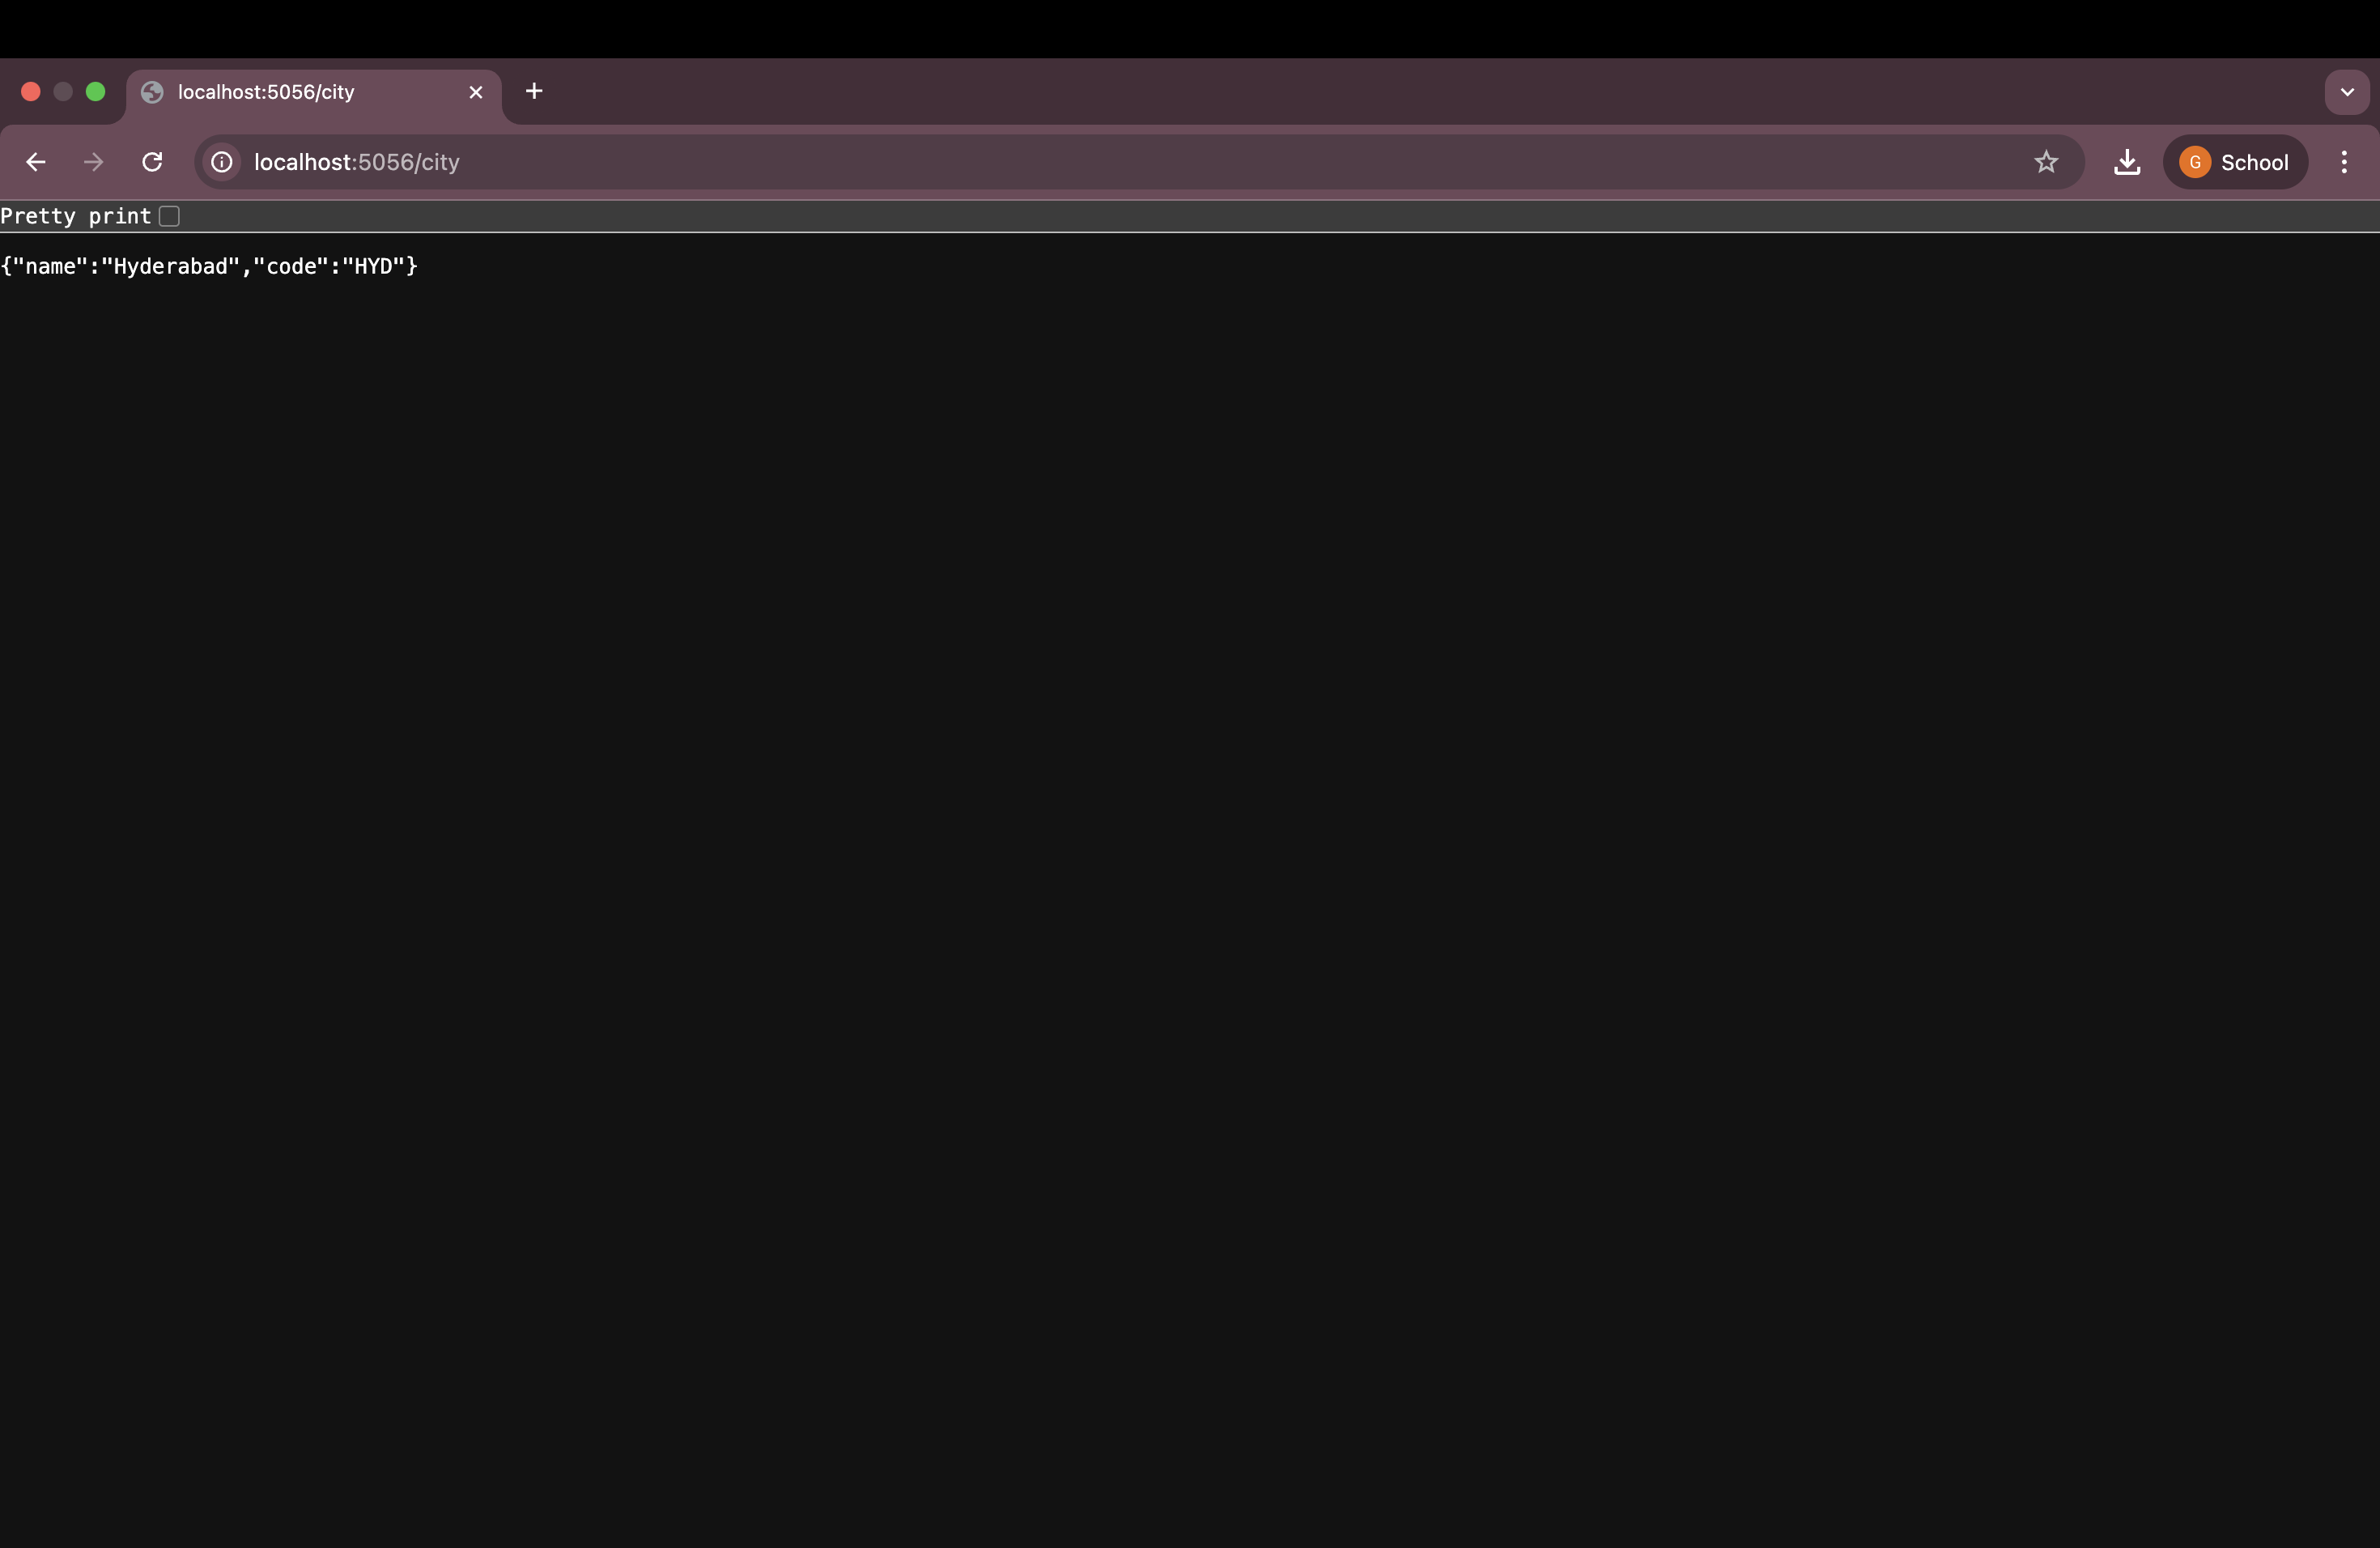 localhost:5056/city
localhost:5056/city
G School
Pretty print
{"name":"Hyderabad","code":"HYD"}